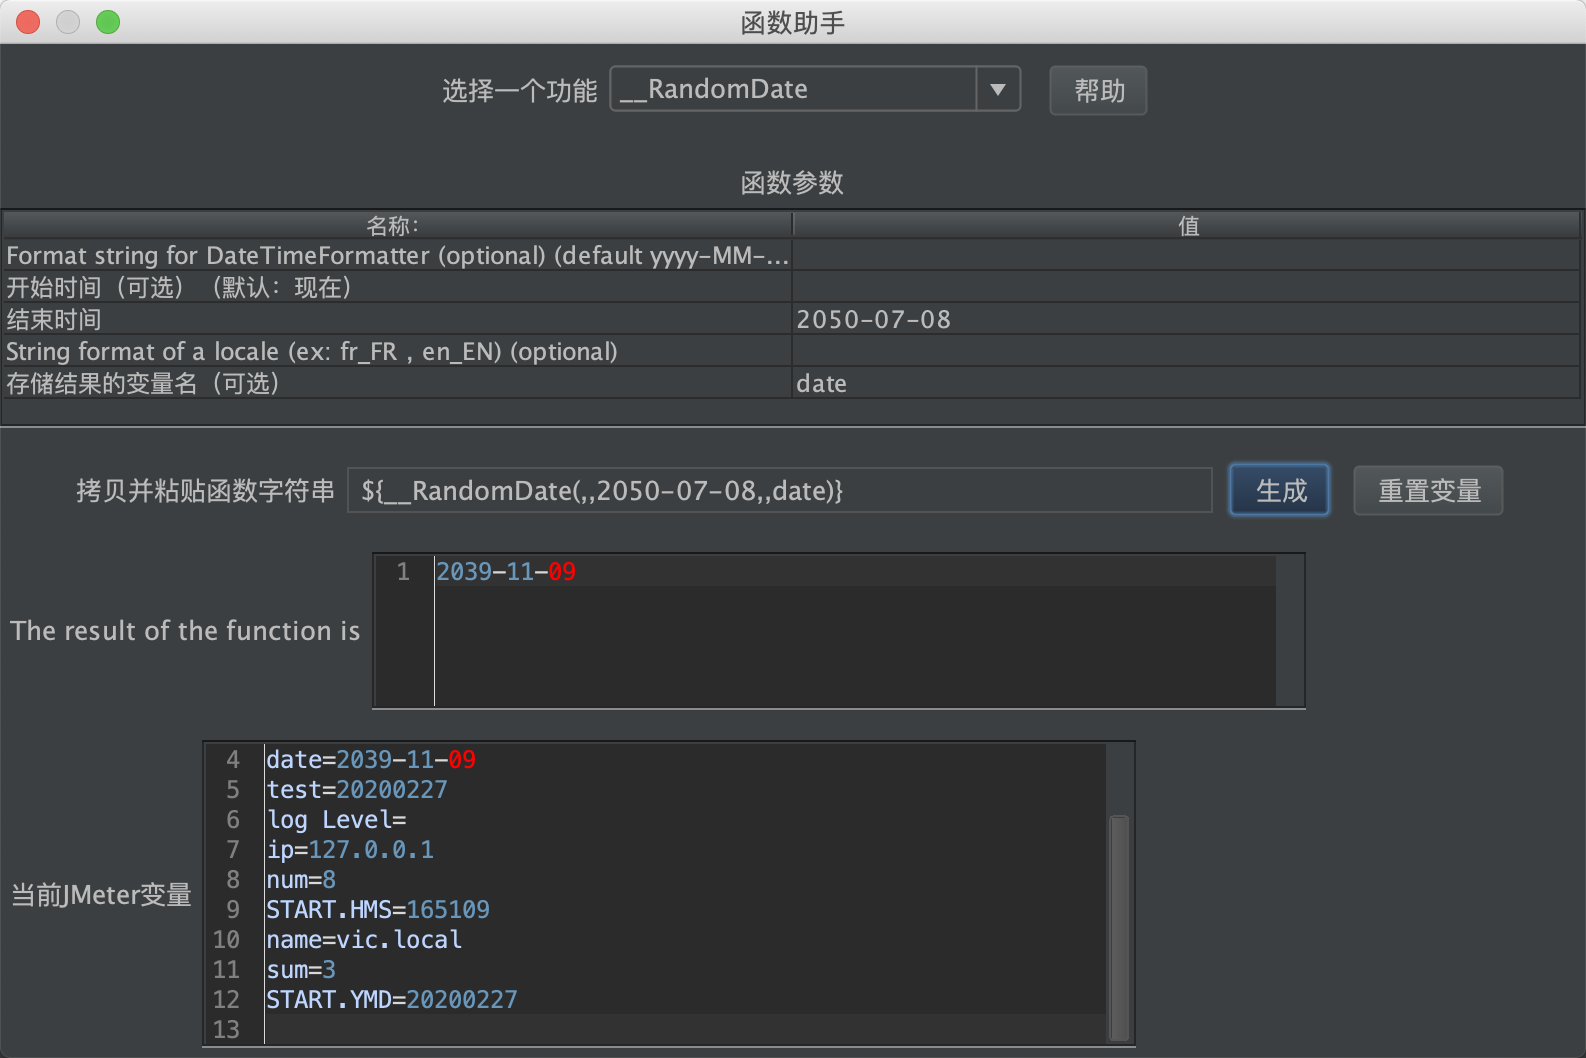 函数助手
选择一个功能 __RandomDate 帮助
函数参数
名称: 值
Format string for DateTimeFormatter (optional) (default yyyy-MM-...
开始时间（可选）（默认：现在）
结束时间 2050-07-08
String format of a locale (ex: fr_FR , en_EN) (optional)
存储结果的变量名（可选） date
拷贝并粘贴函数字符串 ${__RandomDate(,,2050-07-08,,date)} 生成 重置变量
1 2039-11-09
The result of the function is
4 date=2039-11-09
5 test=20200227
6 log Level=
7 ip=127.0.0.1
8 num=8
当前JMeter变量
9 START.HMS=165109
10 name=vic.local
11 sum=3
12 START.YMD=20200227
13